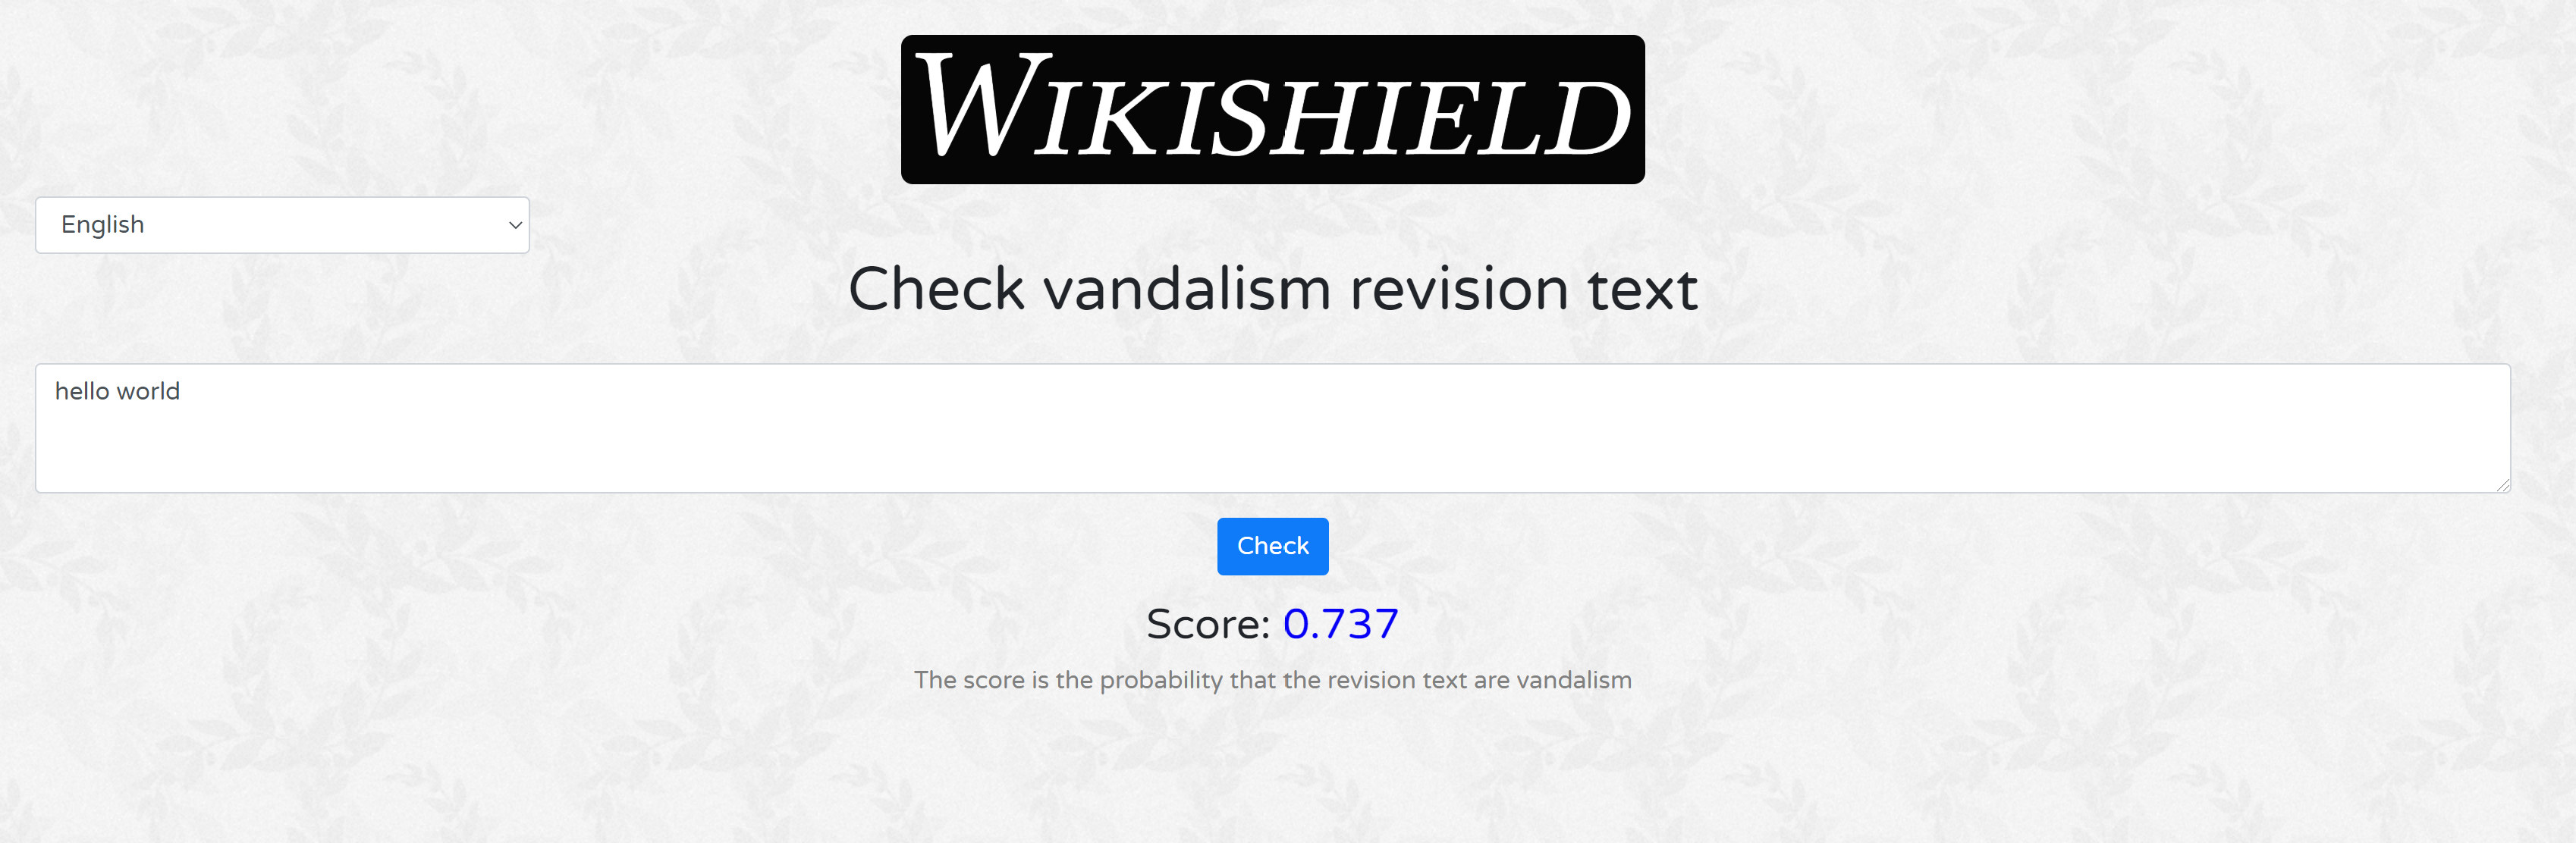 WIKISHIELD
English
Check vandalism revision text
hello world
Check
Score: 0.737
The score is the probability that the revision text are vandalism